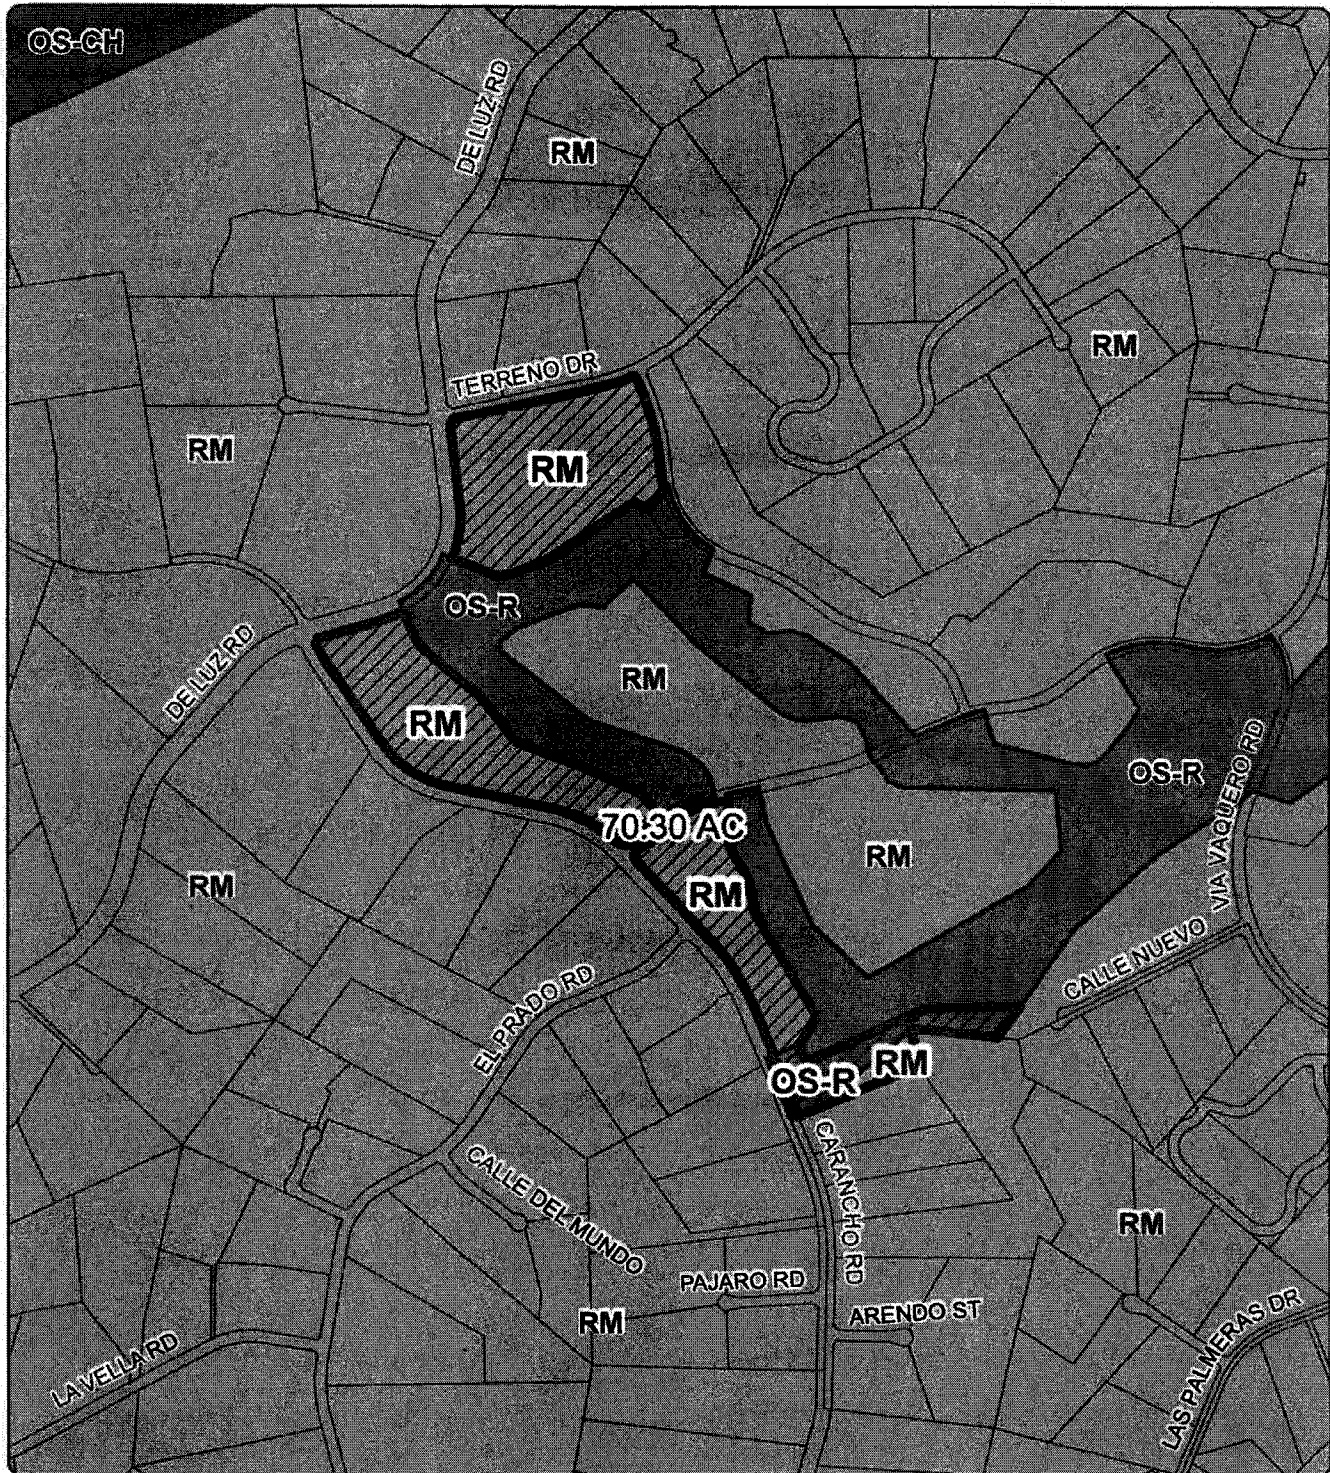 OS-CH
DE LUZ RD
RM
RM
TERRENO DR
RM
RM
OS-R
DE LUZ RD
RM
RM
OS-R
VIA VAQUERO RD
70.30 AC
RM
RM
RM
CALLE NUEVO
EL PRADO RD
OS-R
RM
CARANCHO RD
CALLE DEL MUNDO
RM
PAJARO RD
ARENDO ST
RM
LA VELLA RD
LAS PALMERAS DR